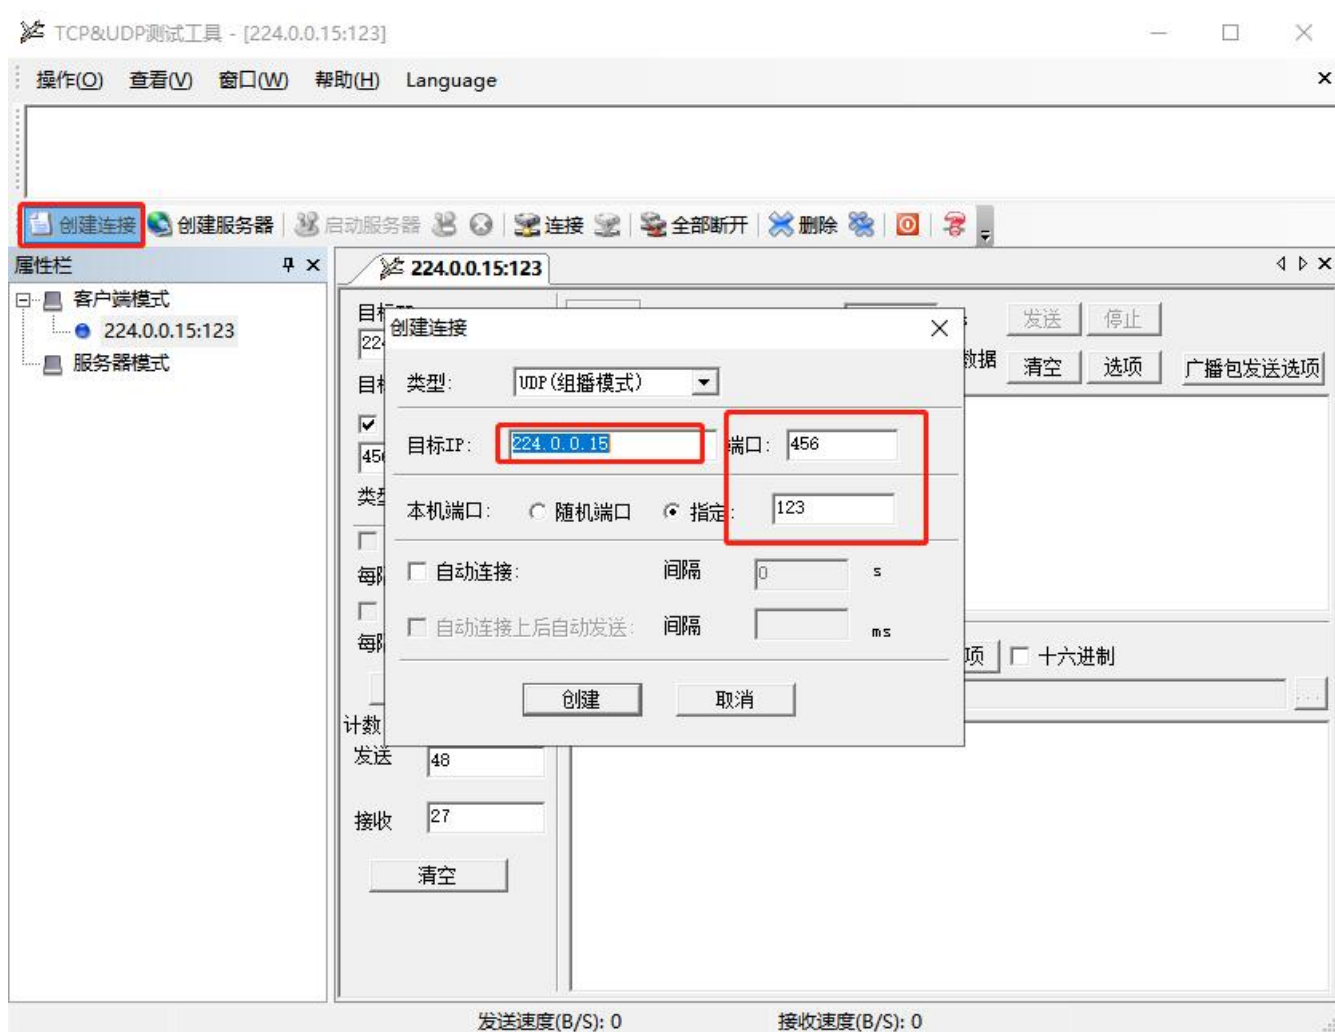 TCP&UDP测试工具 - [224.0.0.15:123]
操作(O) 查看(V) 窗口(W) 帮助(H) Language
创建连接 创建服务器 启动服务器 连接 全部断开 删除
属性栏
224.0.0.15:123
客户端模式
224.0.0.15:123
服务器模式
发送 停止
数据 清空 选项 广播包发送选项
创建连接
类型: UDP(组播模式)
目标IP: 224.0.0.15 端口: 456
本机端口: 随机端口 指定: 123
自动连接: 间隔 0 s
自动连接上后自动发送: 间隔 ms
创建 取消
项 十六进制
...
计数
发送 48
接收 27
清空
发送速度(B/S): 0 接收速度(B/S): 0